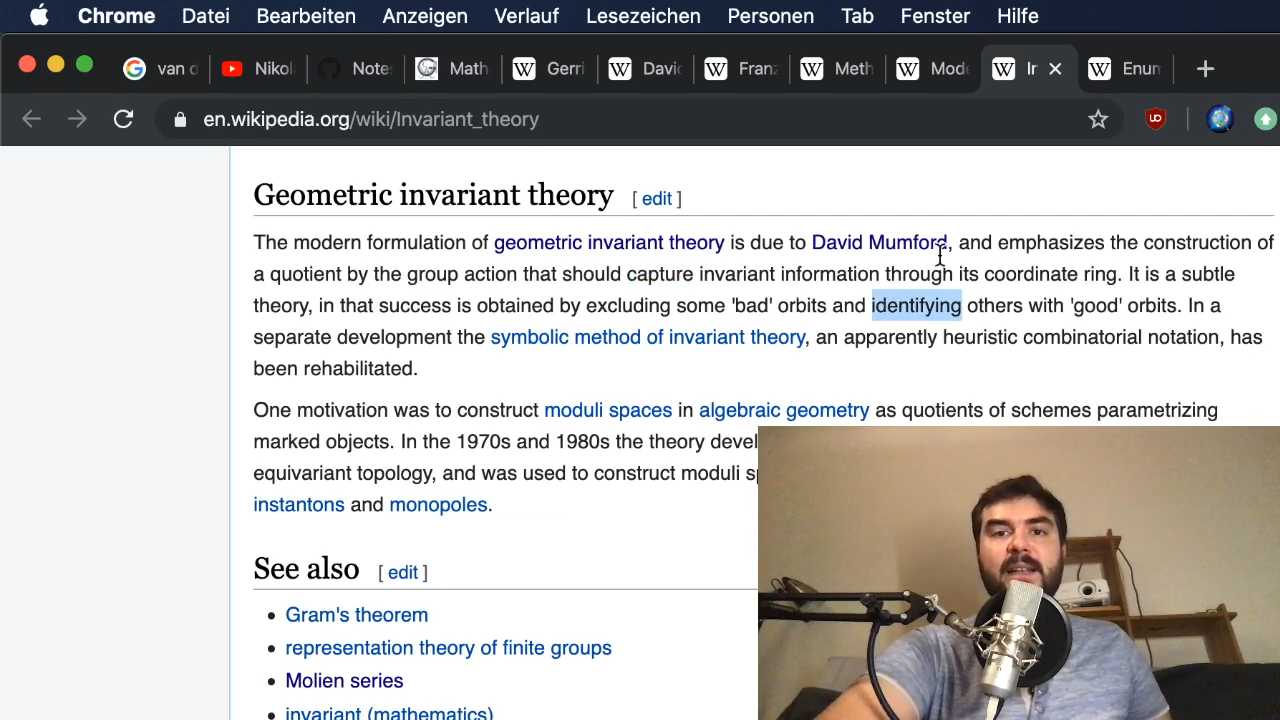 Chrome Datei Bearbeiten Anzeigen Verlauf Lesezeichen Personen Tab Fenster Hilfe
van d Nikol Note Math Gerri Davi Franz Meth Mode Ir Enum
en.wikipedia.org/wiki/Invariant_theory
Geometric invariant theory [ edit ]
The modern formulation of geometric invariant theory is due to David Mumford, and emphasizes the construction of
a quotient by the group action that should capture invariant information through its coordinate ring. It is a subtle
theory, in that success is obtained by excluding some 'bad' orbits and identifying others with 'good' orbits. In a
separate development the symbolic method of invariant theory, an apparently heuristic combinatorial notation, has
been rehabilitated.
One motivation was to construct moduli spaces in algebraic geometry as quotients of schemes parametrizing
marked objects. In the 1970s and 1980s the theory devel
equivariant topology, and was used to construct moduli sp
instantons and monopoles.
See also [ edit ]
• Gram's theorem
• representation theory of finite groups
• Molien series
• invariant (mathematics)